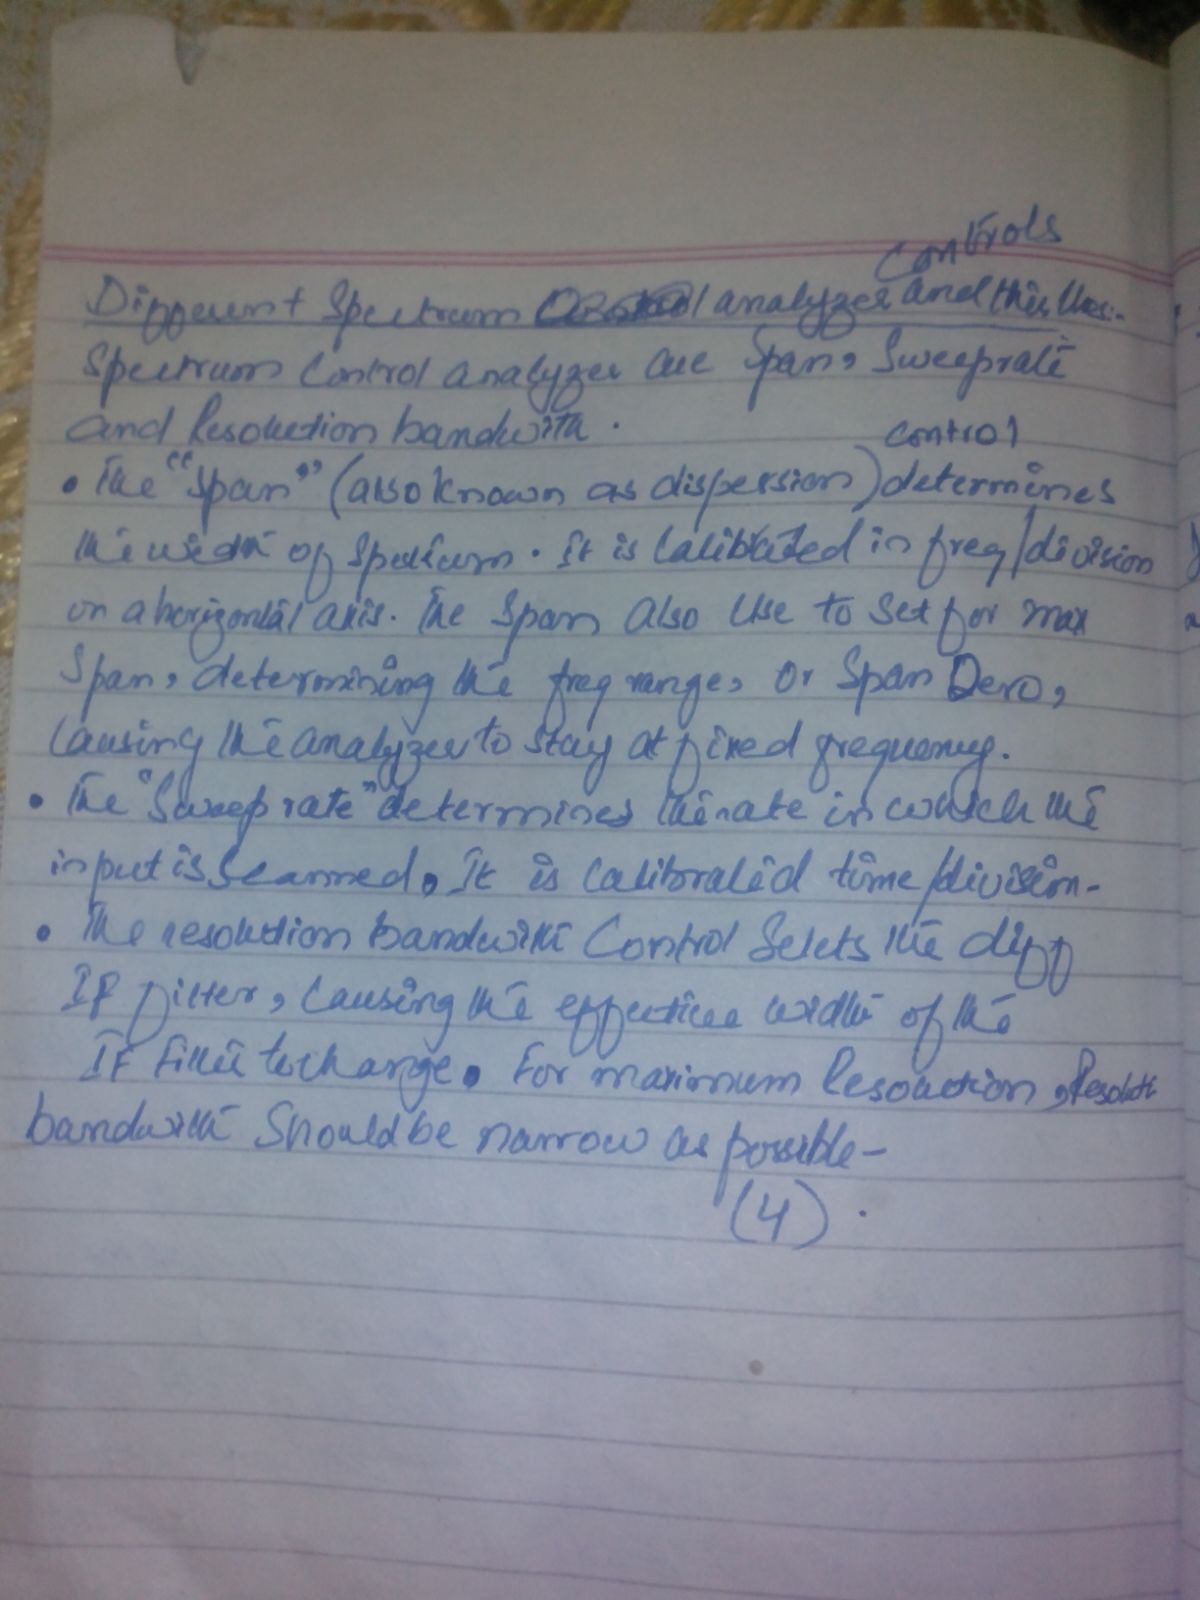 Controls
Different Spectrum analyzer and their Uses:-
Spectrum Control analyzer are Span, Sweeprate
and Resolution bandwith.
control
• The "Span" (also known as dispersion) determines
the width of Spectrum. It is Calibrated in freq/division
on a horizontal axis. The Span also Use to Set for max
Span, determining the freq range, or Span Zero,
Causing the analyzer to Stay at fixed frequency.
• The "Sweep rate" determines the rate in which the
input is Scanned. It is Calibrated time/division-
• The resolution bandwith Control Selets the diff
IF filter, Causing the effective width of the
IF Filter to change. For maximum Resolution, Resoluti
bandwith Should be narrow as possible-
(4).